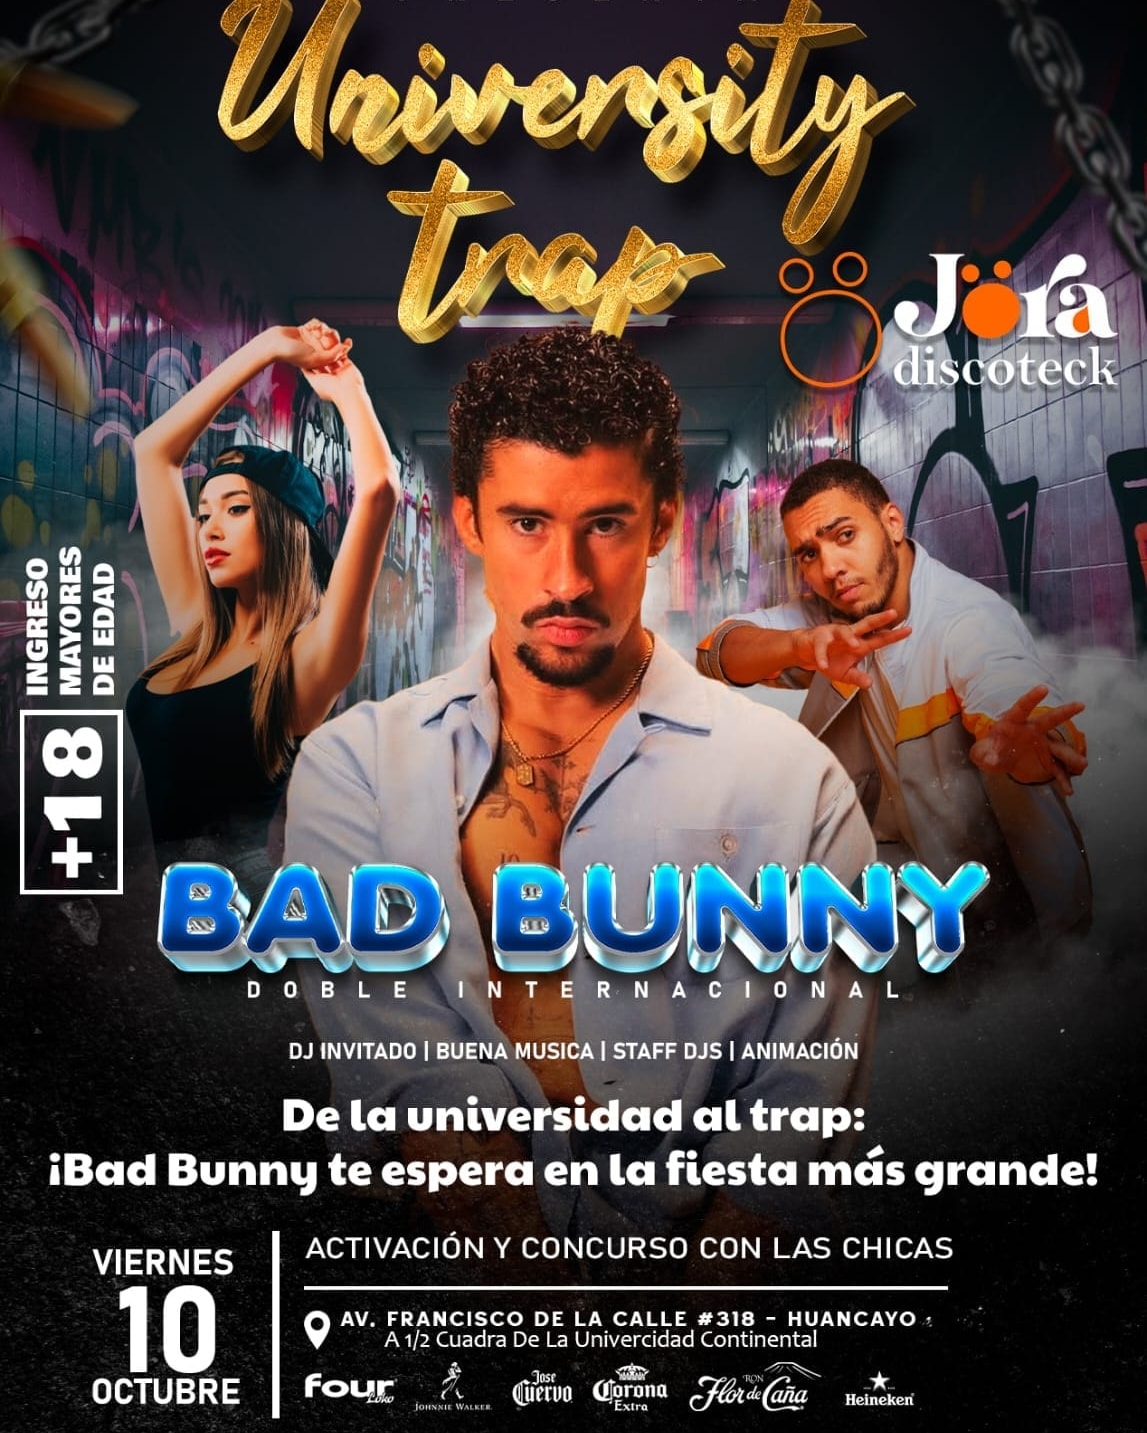 University
trap
Jöra
discoteck
INGRESO
MAYORES
DE EDAD
+18
BAD BUNNY
DOBLE INTERNACIONAL
DJ INVITADO | BUENA MUSICA | STAFF DJS | ANIMACIÓN
De la universidad al trap:
¡Bad Bunny te espera en la fiesta más grande!
VIERNES
10
OCTUBRE
ACTIVACIÓN Y CONCURSO CON LAS CHICAS
AV. FRANCISCO DE LA CALLE #318 - HUANCAYO
A 1/2 Cuadra De La Univercidad Continental
four Loko
JOHNNIE WALKER
Jose Cuervo
Corona Extra
RON Flor de Caña
Heineken